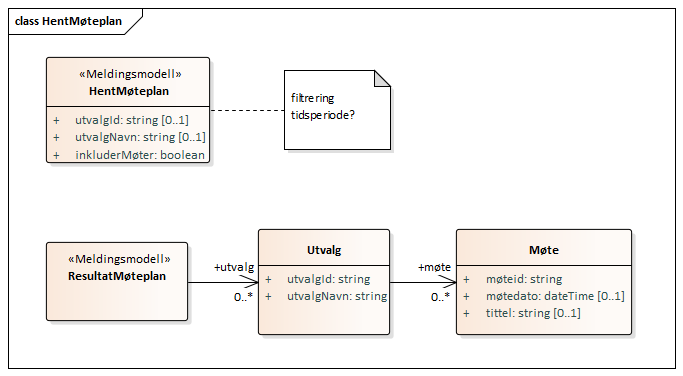 class HentMøteplan
«Meldingsmodell»
HentMøteplan
+ utvalgId: string [0..1]
+ utvalgNavn: string [0..1]
+ inkluderMøter: boolean
filtrering
tidsperiode?
«Meldingsmodell»
ResultatMøteplan
+utvalg
0..*
Utvalg
+ utvalgId: string
+ utvalgNavn: string
+møte
0..*
Møte
+ møteid: string
+ møtedato: dateTime [0..1]
+ tittel: string [0..1]